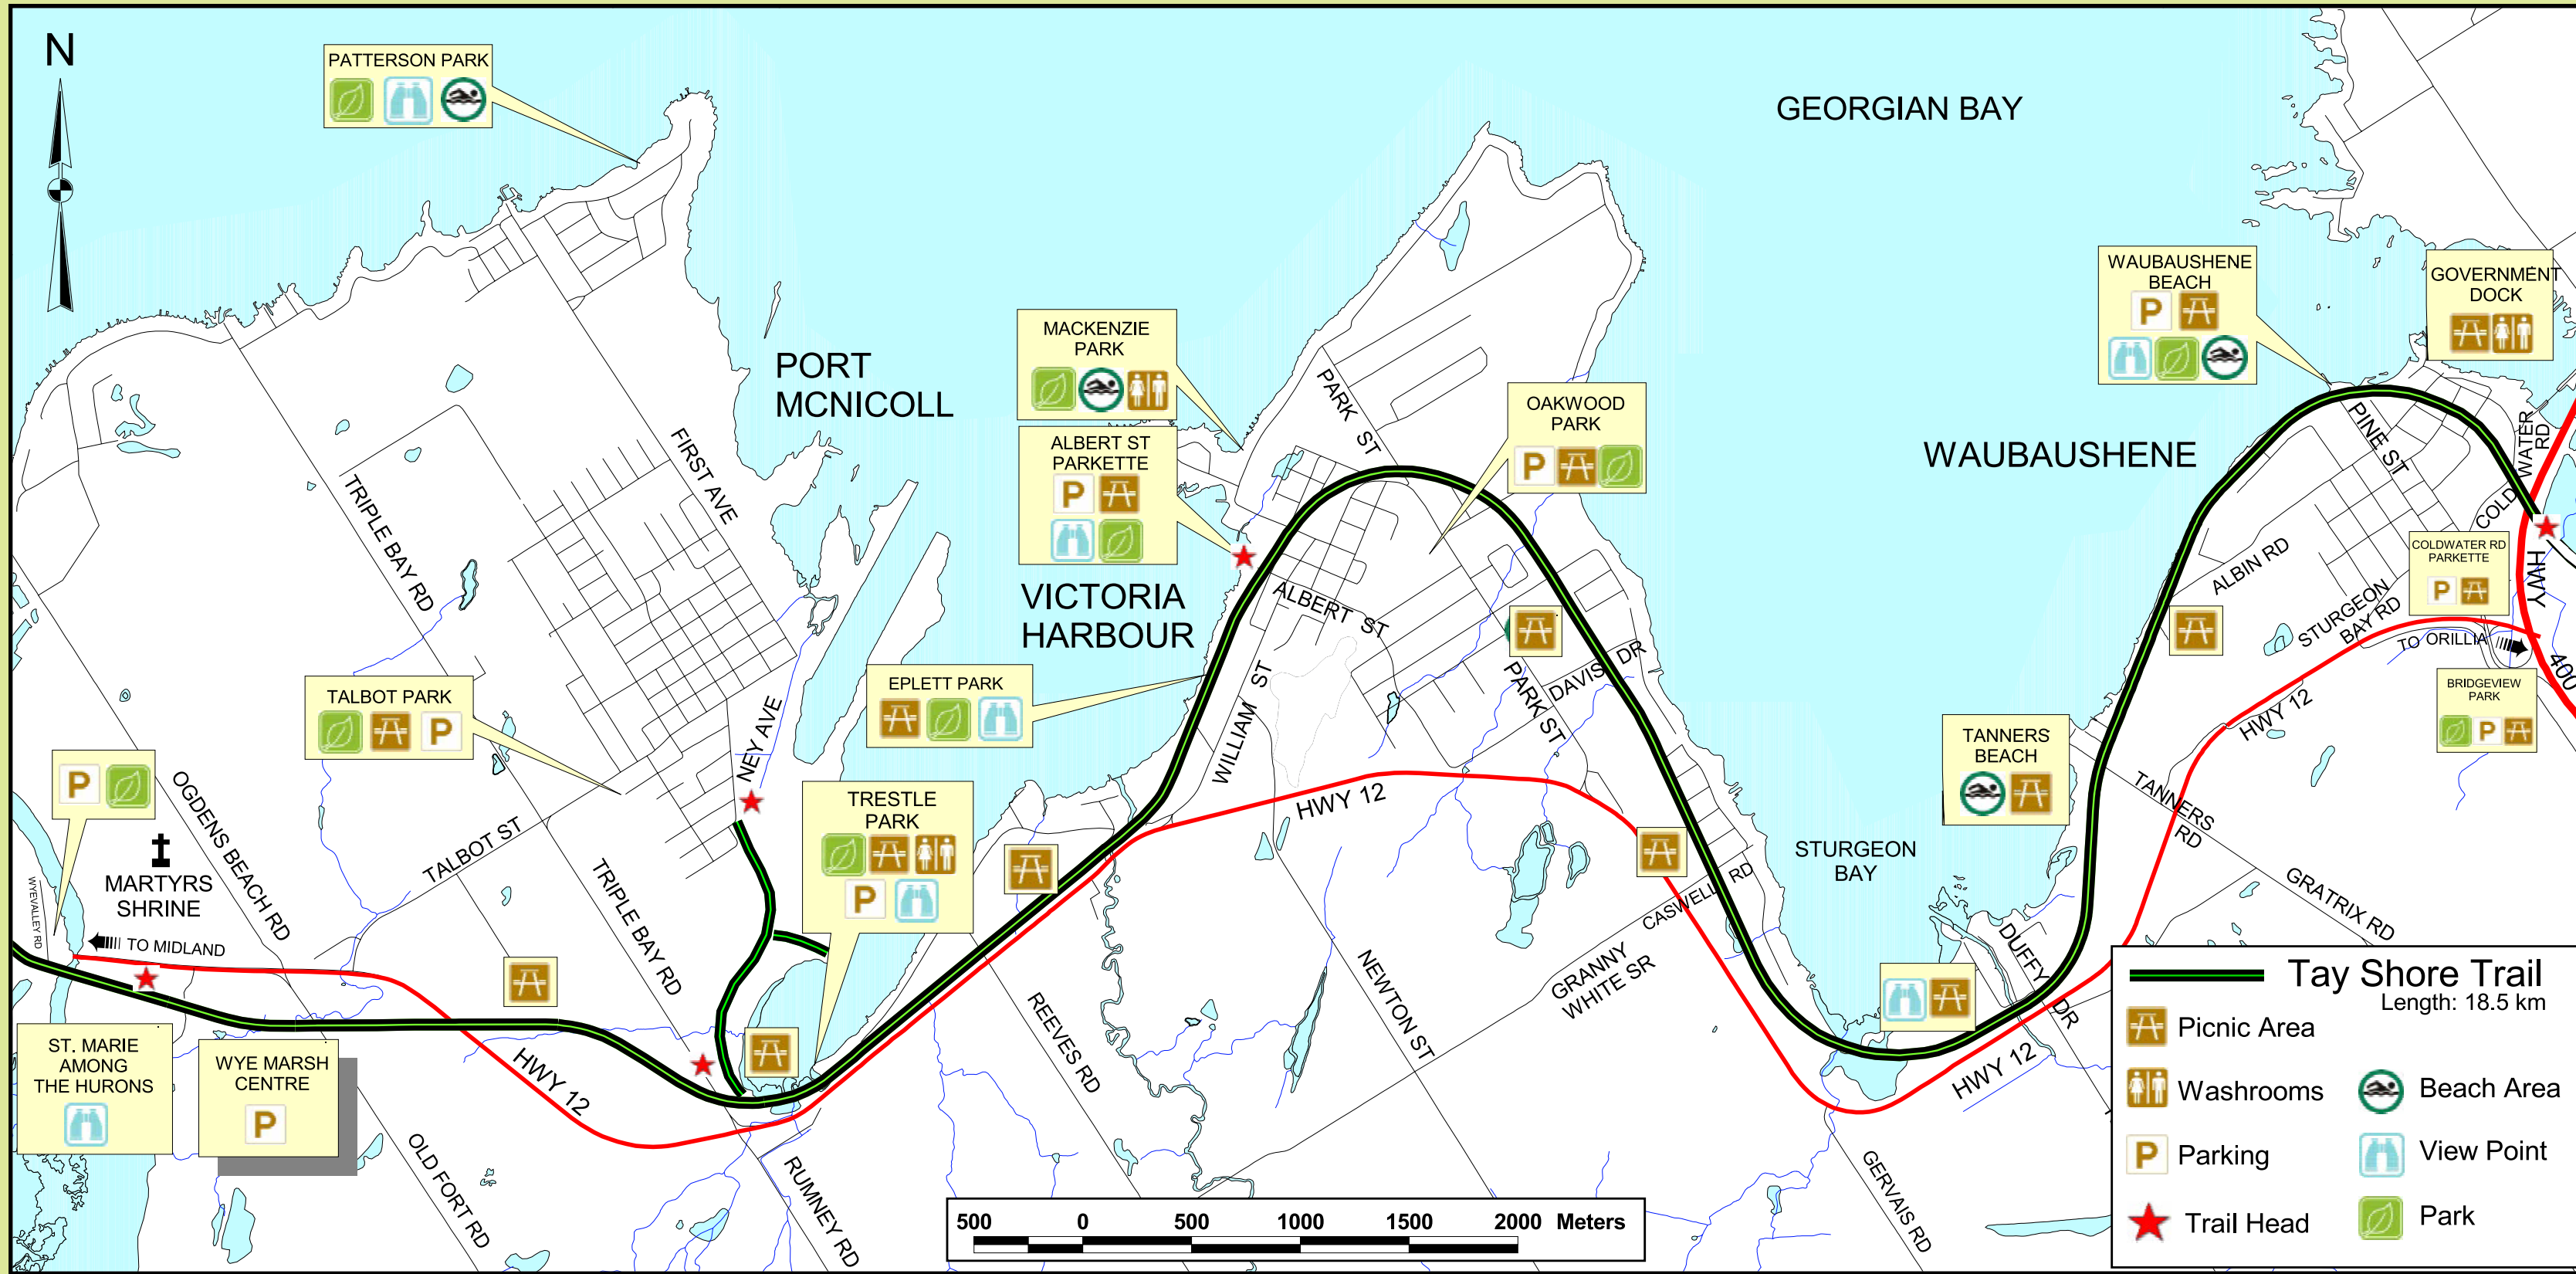 N
PATTERSON PARK
GEORGIAN BAY
WAUBAUSHENE
BEACH
P
GOVERNMENT
DOCK
MACKENZIE
PARK
PORT
MCNICOLL
PARK ST
OAKWOOD
PARK
P
ALBERT ST
PARKETTE
P
FIRST AVE
TRIPLE BAY RD
WAUBAUSHENE
PINE ST
COLD WATER
RD
COLDWATER RD
PARKETTE
P
HWY
400
ALBIN RD
STURGEON
BAY RD
TO ORILLIA
BRIDGEVIEW
PARK
P
VICTORIA
HARBOUR
ALBERT ST
WILLIAM ST
PARK ST
DAVIS DR
EPLETT PARK
TALBOT PARK
P
NEY AVE
P
OGDENS BEACH RD
MARTYRS
SHRINE
WYEVALLEY RD
TO MIDLAND
TALBOT ST
TRIPLE BAY RD
TRESTLE
PARK
P
HWY 12
HWY 12
TANNERS
BEACH
TANNERS
RD
GRATRIX RD
STURGEON
BAY
CASWELL RD
GRANNY
WHITE SR
NEWTON ST
REEVES RD
DUFFY DR
HWY 12
HWY 12
ST. MARIE
AMONG
THE HURONS
WYE MARSH
CENTRE
P
OLD FORT RD
RUMNEY RD
GERVAIS RD
500 0 500 1000 1500 2000 Meters
Tay Shore Trail
Length: 18.5 km
Picnic Area
Washrooms
Beach Area
P Parking
View Point
Trail Head
Park